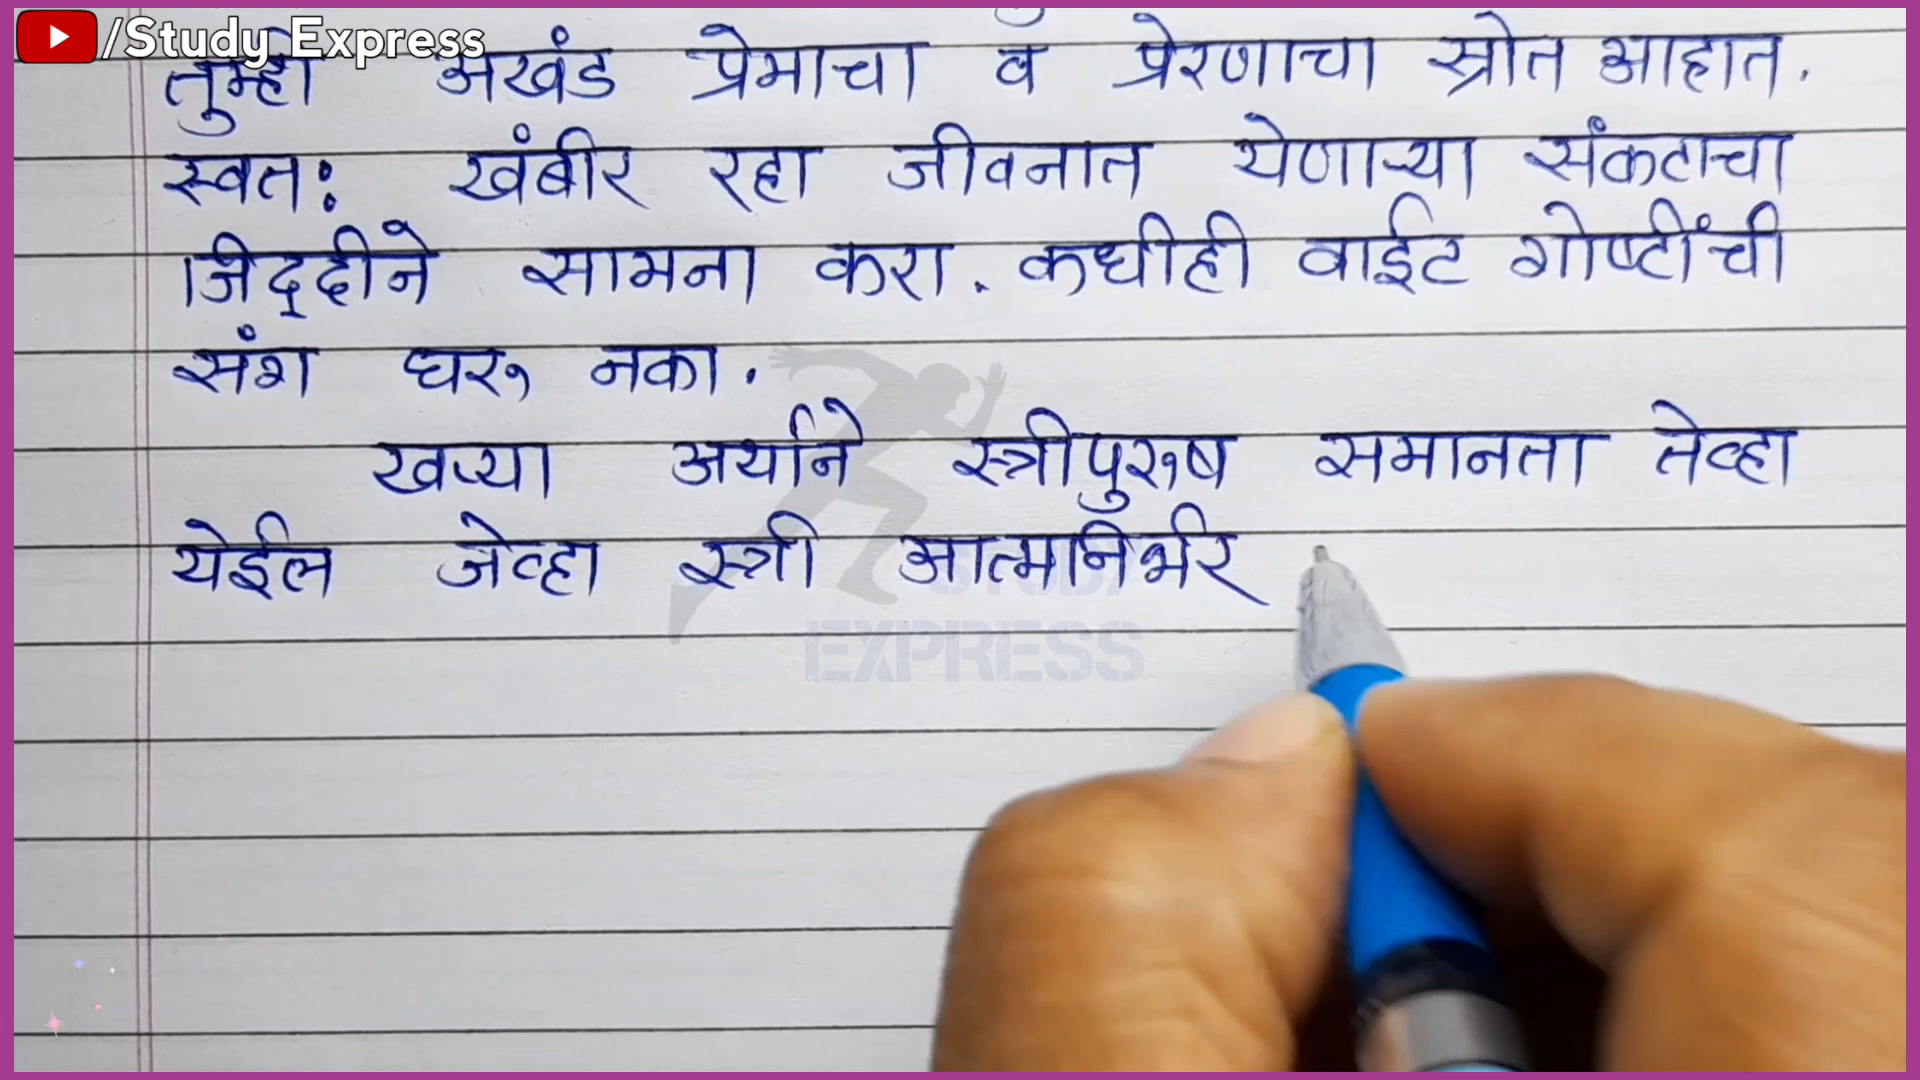 /Study Express
तुम्ही अखंड प्रेमाचा व प्रेरणाचा स्रोत आहात.
स्वत: खंबीर रहा जीवनात येणाऱ्या संकटाचा
जिद्दीने सामना करा. कधीही वाईट गोष्टींची
संग धरू नका.
खऱ्या अर्थाने स्त्रीपुरुष समानता तेव्हा
येईल जेव्हा स्त्री आत्मनिर्भर
STUDY
EXPRESS